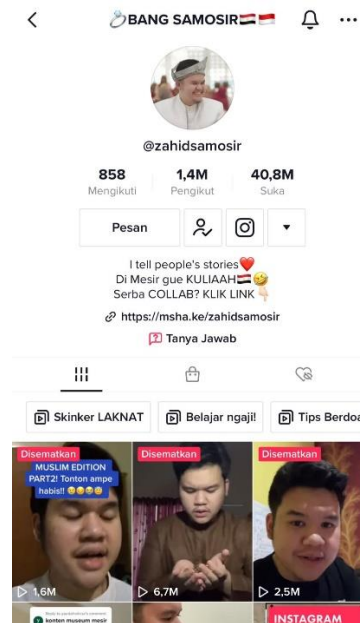 BANG SAMOSIR
@zahidsamosir
858 1,4M 40,8M
Mengikuti Pengikut Suka
Pesan
I tell people's stories❤️
Di Mesir gue KULIAAH🇪🇬🤣
Serba COLLAB? KLIK LINK👇🏻
https://msha.ke/zahidsamosir
Tanya Jawab
Skinker LAKNAT Belajar ngaji! Tips Berdoa
Disematkan Disematkan Disematkan
MUSLIM EDITION
PART2! Tonton ampe
habis!!
1,6M 6,7M 2,5M
konten museum mesir
INSTAGRAM